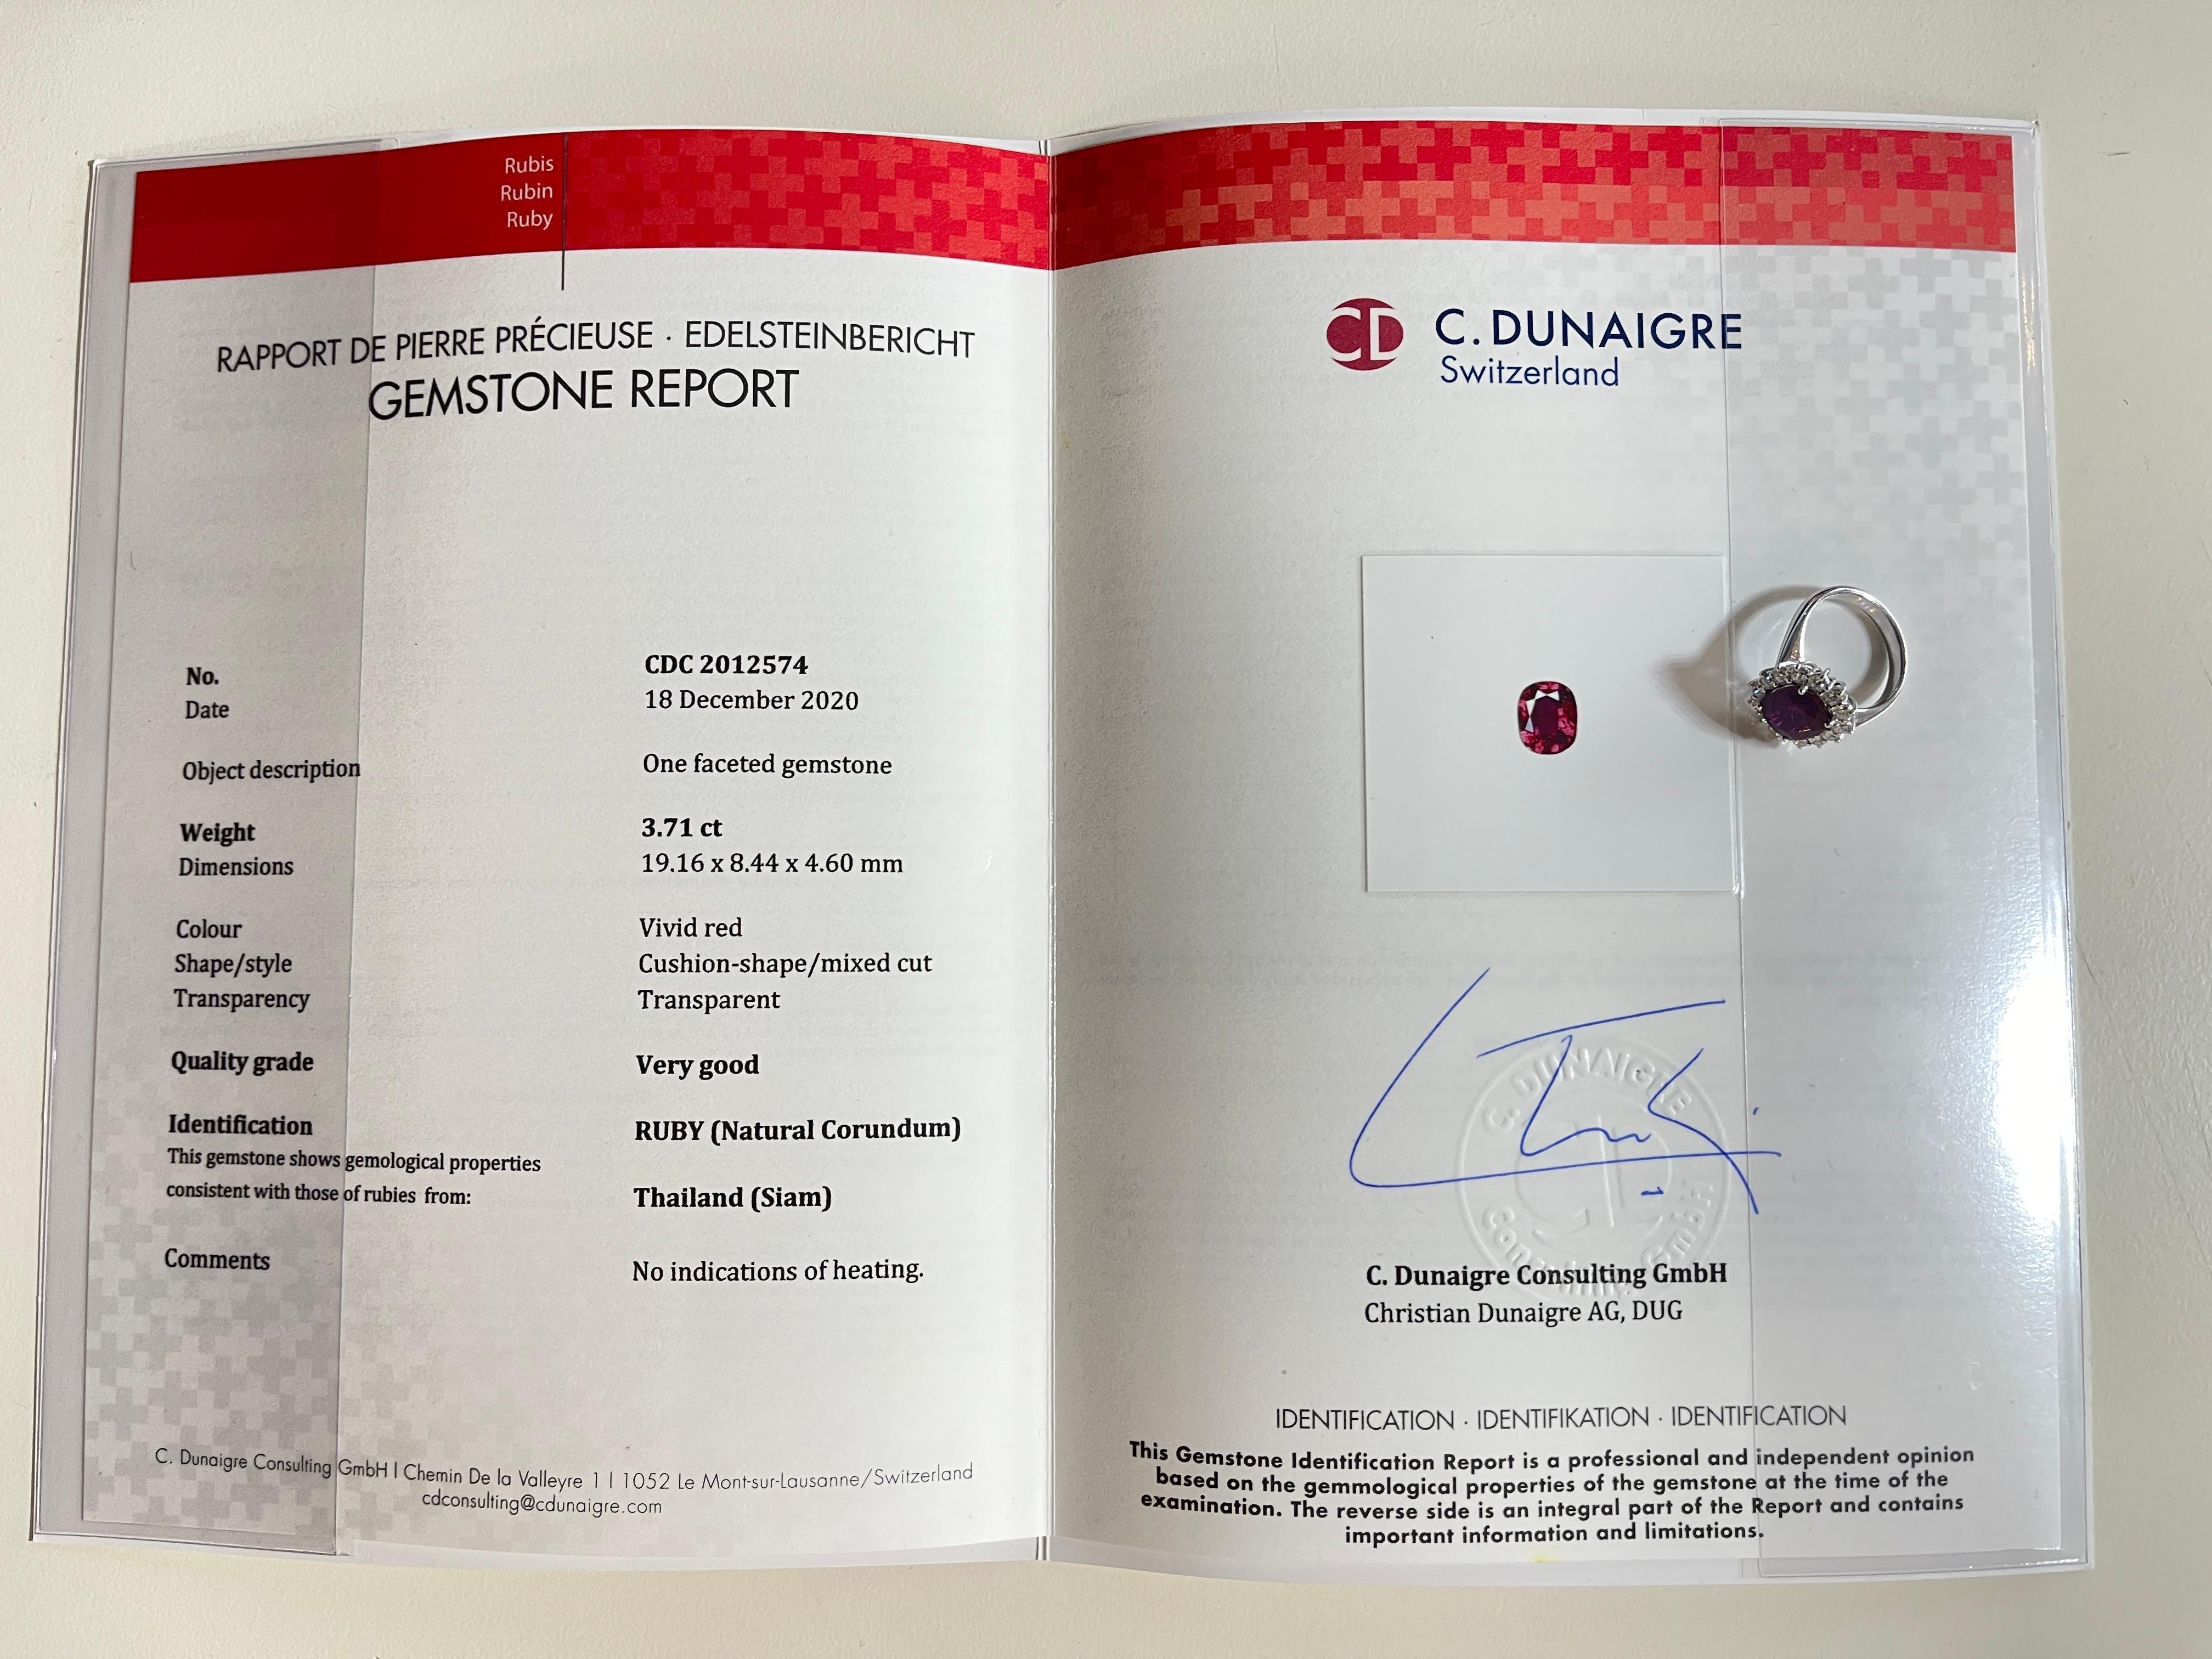 Rubis
Rubin
Ruby
RAPPORT DE PIERRE PRÉCIEUSE · EDELSTEINBERICHT
GEMSTONE REPORT
No. CDC 2012574
Date 18 December 2020
Object description One faceted gemstone
Weight 3.71 ct
Dimensions 19.16 x 8.44 x 4.60 mm
Colour Vivid red
Shape/style Cushion-shape/mixed cut
Transparency Transparent
Quality grade Very good
Identification RUBY (Natural Corundum)
This gemstone shows gemological properties
consistent with those of rubies from: Thailand (Siam)
Comments No indications of heating.
C. Dunaigre Consulting GmbH | Chemin De la Valleyre 1 | 1052 Le Mont-sur-Lausanne/Switzerland
cdconsulting@cdunaigre.com
CD C. DUNAIGRE
Switzerland
C. DUNAIGRE
CD
Consulting GmbH
C. Dunaigre Consulting GmbH
Christian Dunaigre AG, DUG
IDENTIFICATION · IDENTIFIKATION · IDENTIFICATION
This Gemstone Identification Report is a professional and independent opinion
based on the gemmological properties of the gemstone at the time of the
examination. The reverse side is an integral part of the Report and contains
important information and limitations.